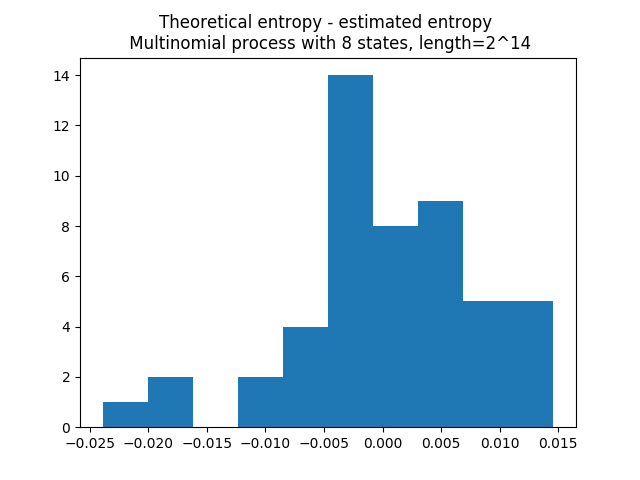 Theoretical entropy - estimated entropy
Multinomial process with 8 states, length=2^14
14
12
10
8
6
4
2
0
−0.025 −0.020 −0.015 −0.010 −0.005 0.000 0.005 0.010 0.015